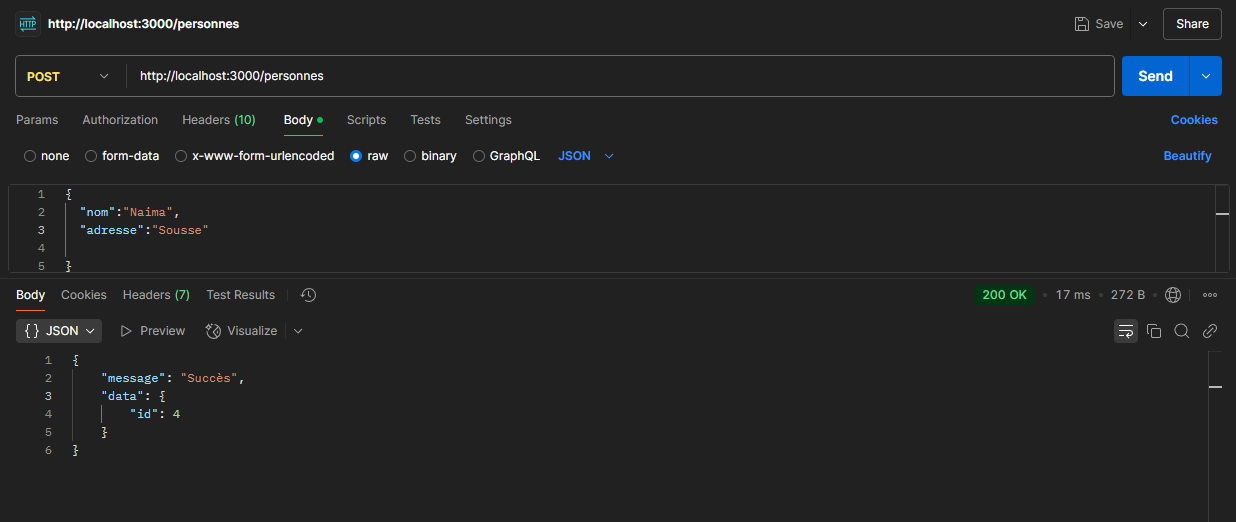 HTTP http://localhost:3000/personnes Save Share
POST http://localhost:3000/personnes Send
Params Authorization Headers (10) Body Scripts Tests Settings Cookies
none form-data x-www-form-urlencoded raw binary GraphQL JSON Beautify
1 {
2 "nom":"Naima",
3 "adresse":"Sousse"
4
5 }
Body Cookies Headers (7) Test Results 200 OK • 17 ms • 272 B •
{} JSON Preview Visualize
1 {
2 "message": "Succès",
3 "data": {
4 "id": 4
5 }
6 }